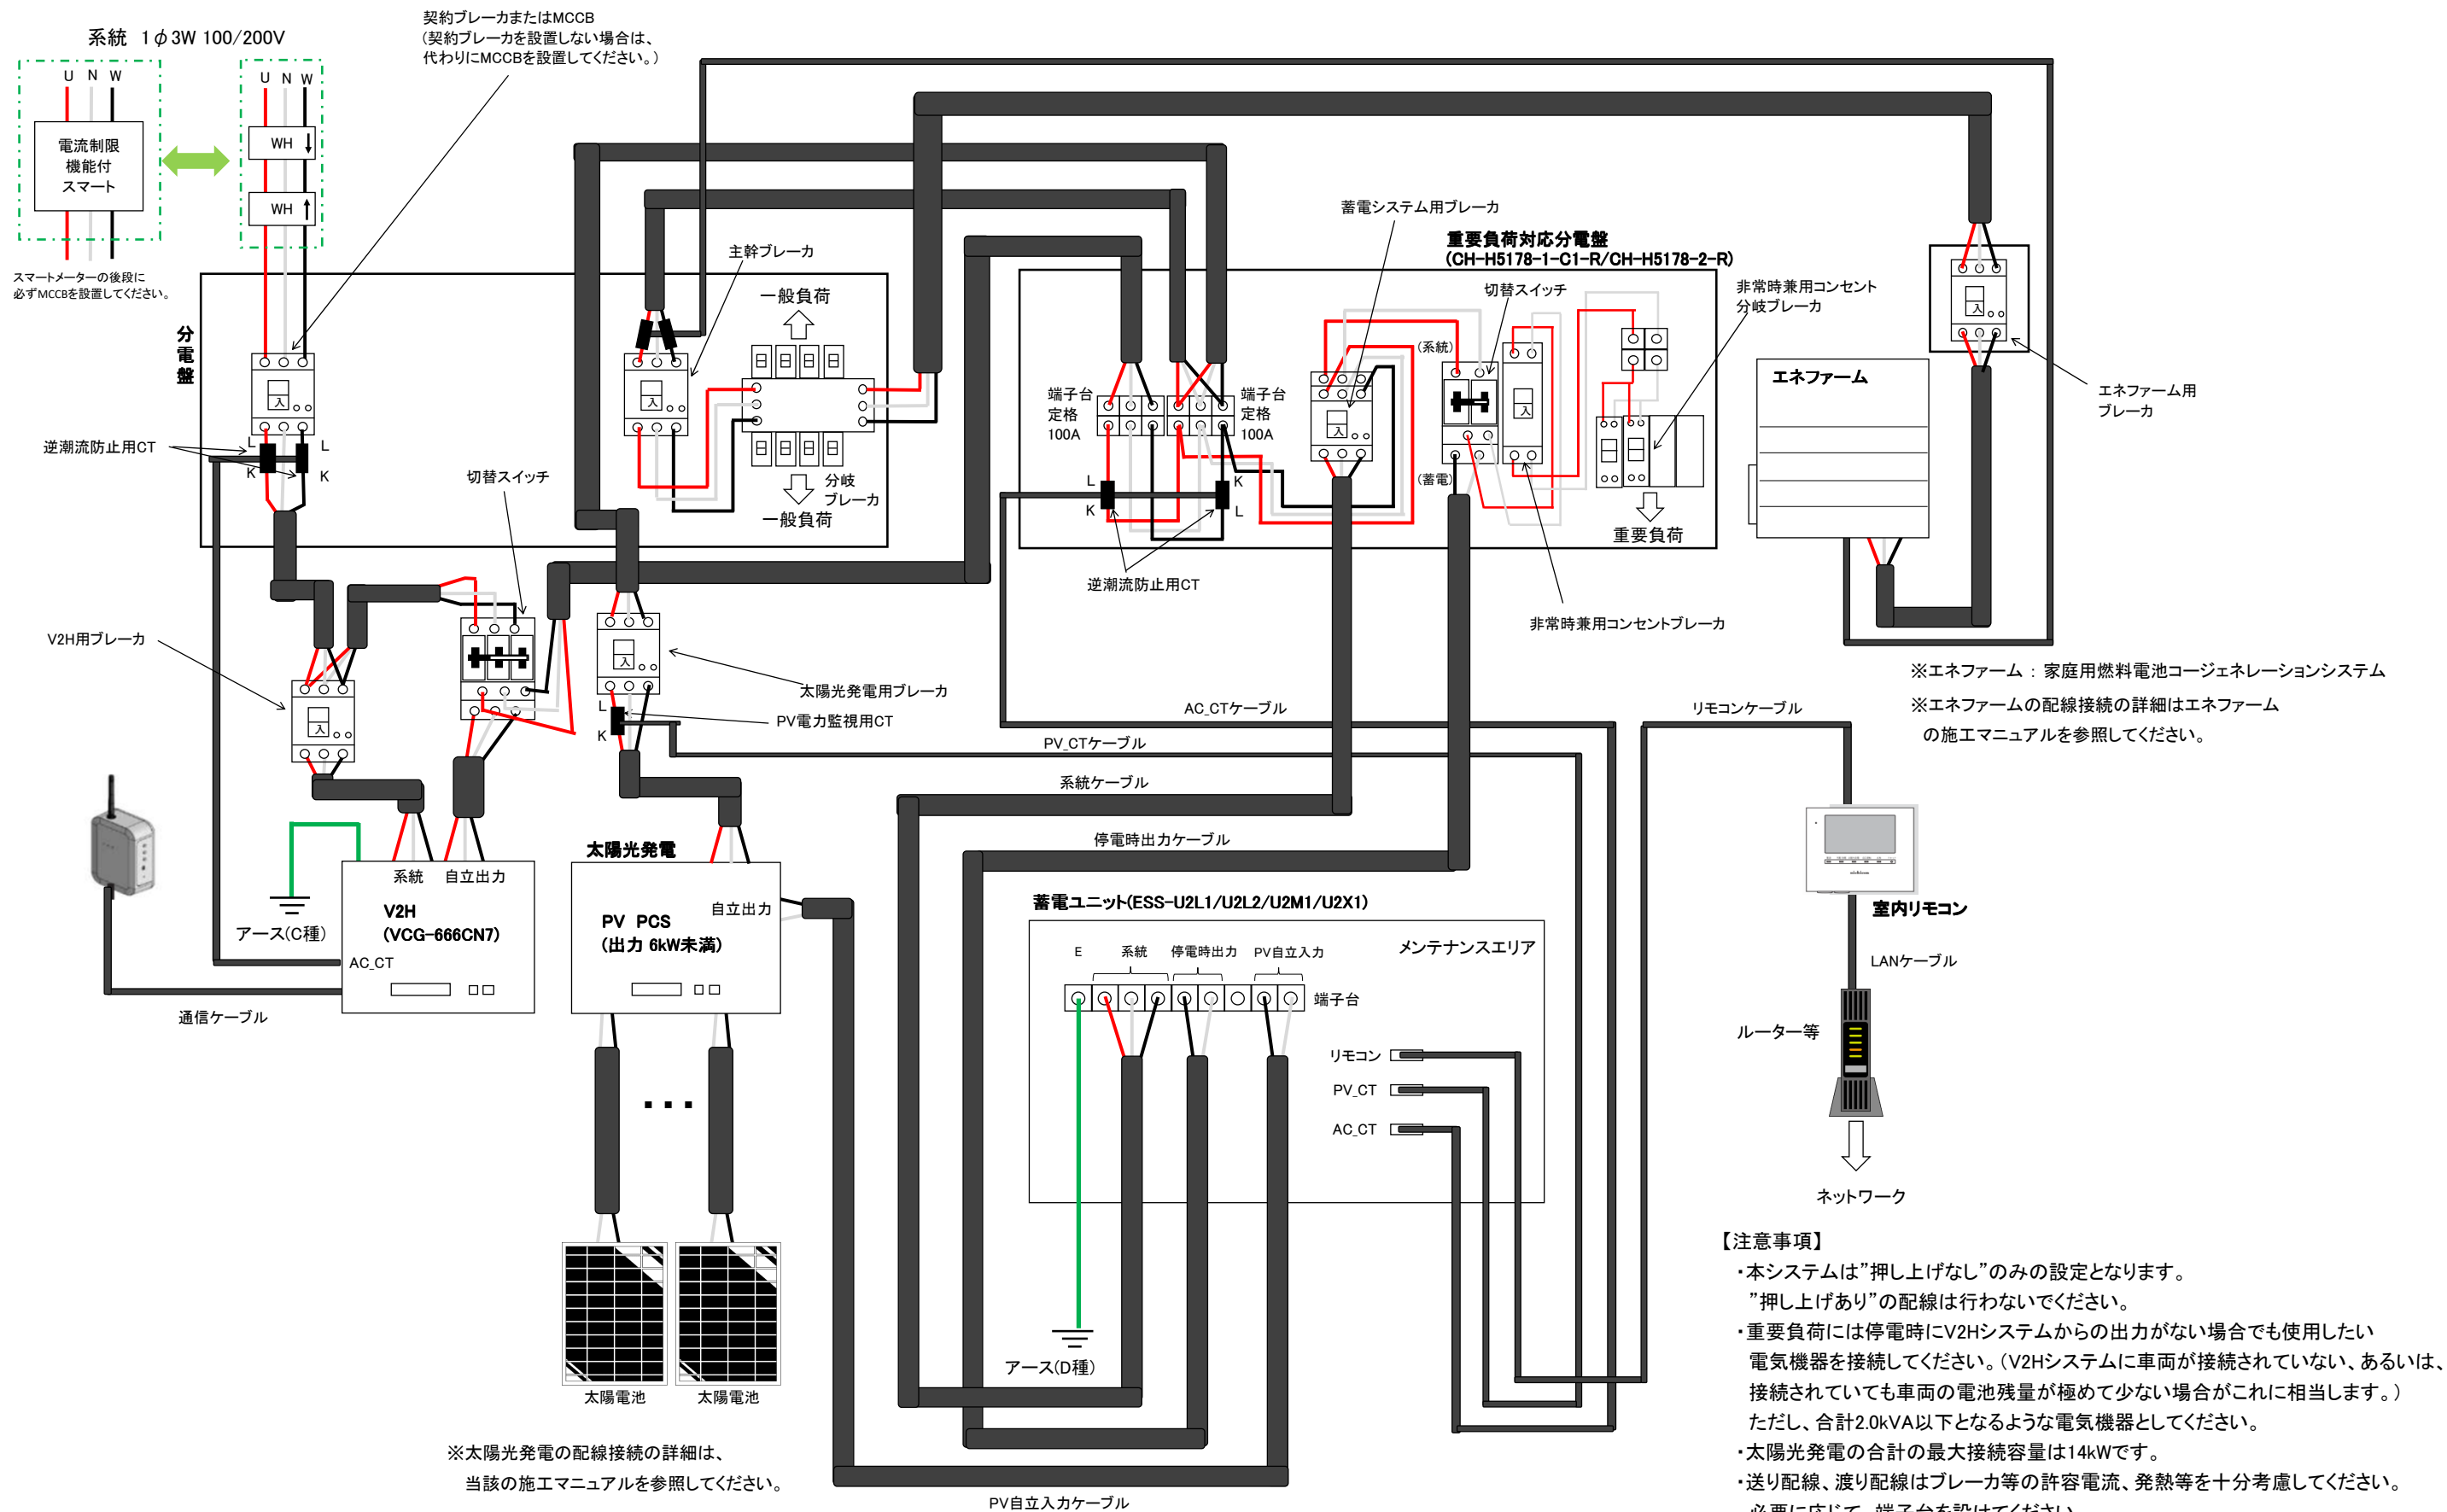 系統 1φ3W 100/200V
U N W
U N W
電流制限
機能付
スマート
WH
WH
スマートメーターの後段に
必ずMCCBを設置してください。
契約ブレーカまたはMCCB
(契約ブレーカを設置しない場合は、
代わりにMCCBを設置してください。)
分電盤
入
逆潮流防止用CT
L
K
L
K
主幹ブレーカ
入
一般負荷
分岐
ブレーカ
一般負荷
切替スイッチ
V2H用ブレーカ
入
入
太陽光発電用ブレーカ
L
K
PV電力監視用CT
蓄電システム用ブレーカ
重要負荷対応分電盤
(CH-H5178-1-C1-R/CH-H5178-2-R)
切替スイッチ
(系統)
(蓄電)
端子台
定格
100A
端子台
定格
100A
入
入
L
K
K
L
逆潮流防止用CT
非常時兼用コンセント
分岐ブレーカ
重要負荷
非常時兼用コンセントブレーカ
エネファーム
入
エネファーム用
ブレーカ
※エネファーム : 家庭用燃料電池コージェネレーションシステム
※エネファームの配線接続の詳細はエネファーム
の施工マニュアルを参照してください。
AC_CTケーブル
リモコンケーブル
PV_CTケーブル
系統ケーブル
停電時出力ケーブル
アース(C種)
系統 自立出力
V2H
(VCG-666CN7)
AC_CT
通信ケーブル
太陽光発電
自立出力
PV PCS
(出力 6kW未満)
・・・
太陽電池
太陽電池
※太陽光発電の配線接続の詳細は、
当該の施工マニュアルを参照してください。
蓄電ユニット(ESS-U2L1/U2L2/U2M1/U2X1)
メンテナンスエリア
E 系統 停電時出力 PV自立入力
端子台
リモコン
PV_CT
AC_CT
アース(D種)
PV自立入力ケーブル
室内リモコン
LANケーブル
ルーター等
ネットワーク
【注意事項】
・本システムは”押し上げなし”のみの設定となります。
”押し上げあり”の配線は行わないでください。
・重要負荷には停電時にV2Hシステムからの出力がない場合でも使用したい
電気機器を接続してください。(V2Hシステムに車両が接続されていない、あるいは、
接続されていても車両の電池残量が極めて少ない場合がこれに相当します。)
ただし、合計2.0kVA以下となるような電気機器としてください。
・太陽光発電の合計の最大接続容量は14kWです。
・送り配線、渡り配線はブレーカ等の許容電流、発熱等を十分考慮してください。
必要に応じて、端子台を設けてください。